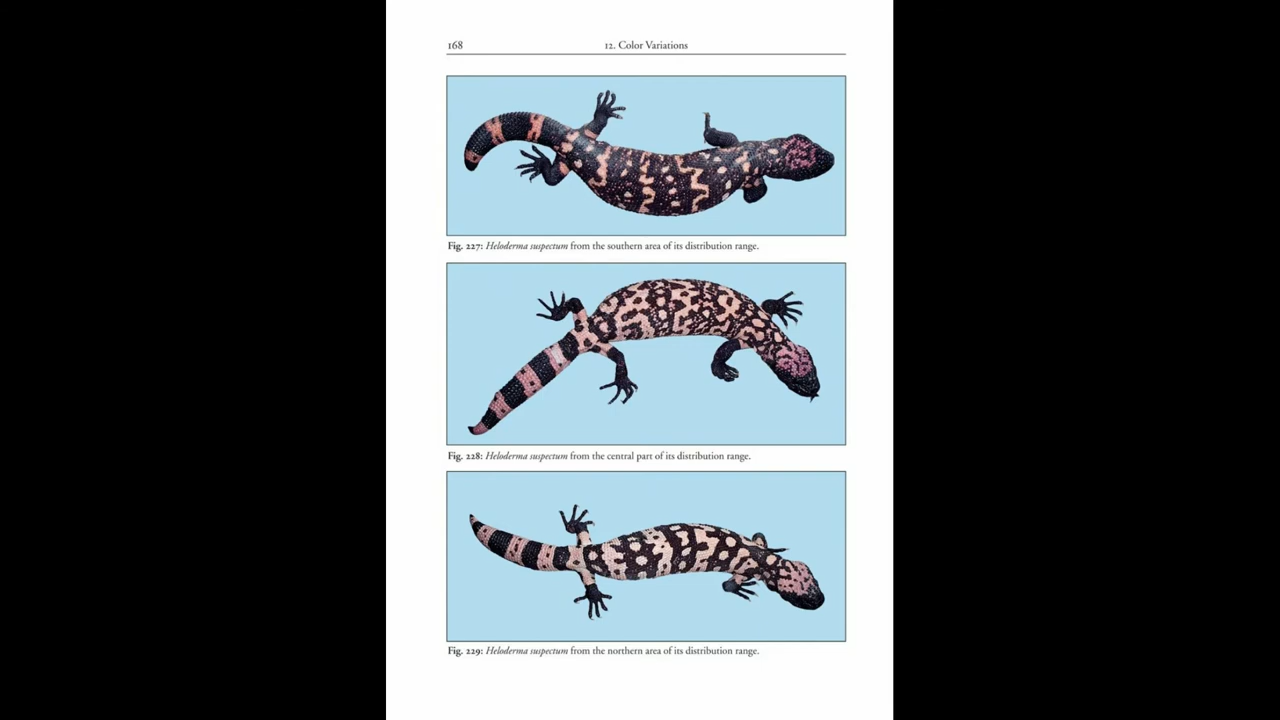 168
12. Color Variations
Fig. 227: Heloderma suspectum from the southern area of its distribution range.
Fig. 228: Heloderma suspectum from the central part of its distribution range.
Fig. 229: Heloderma suspectum from the northern area of its distribution range.